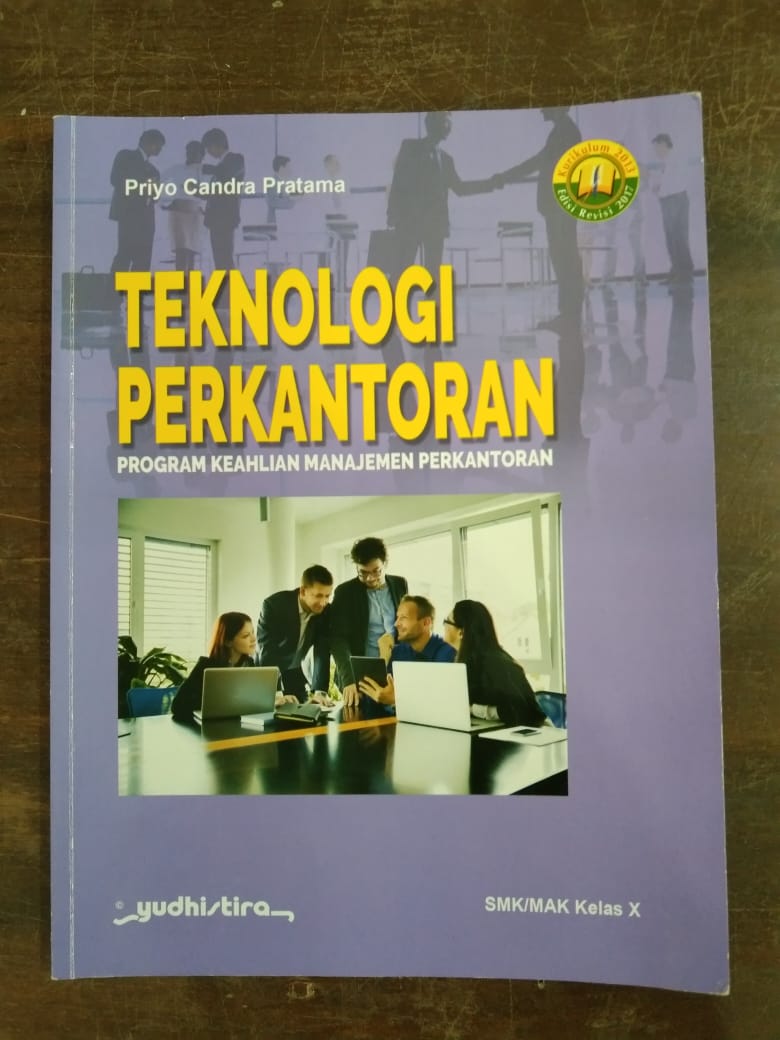 Priyo Candra Pratama
Kurikulum 2013
Edisi Revisi 2017
TEKNOLOGI
PERKANTORAN
PROGRAM KEAHLIAN MANAJEMEN PERKANTORAN
© yudhistira
SMK/MAK Kelas X